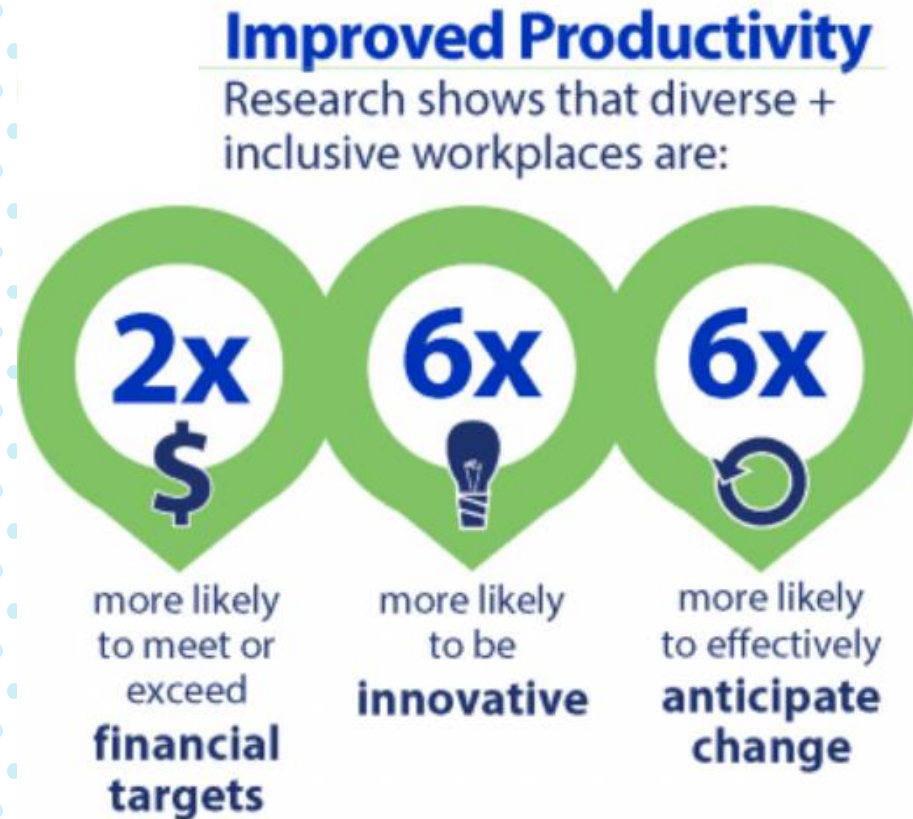 Improved Productivity
Research shows that diverse +
inclusive workplaces are:
2x
$
more likely
to meet or
exceed
financial
targets
6x
more likely
to be
innovative
6x
more likely
to effectively
anticipate
change